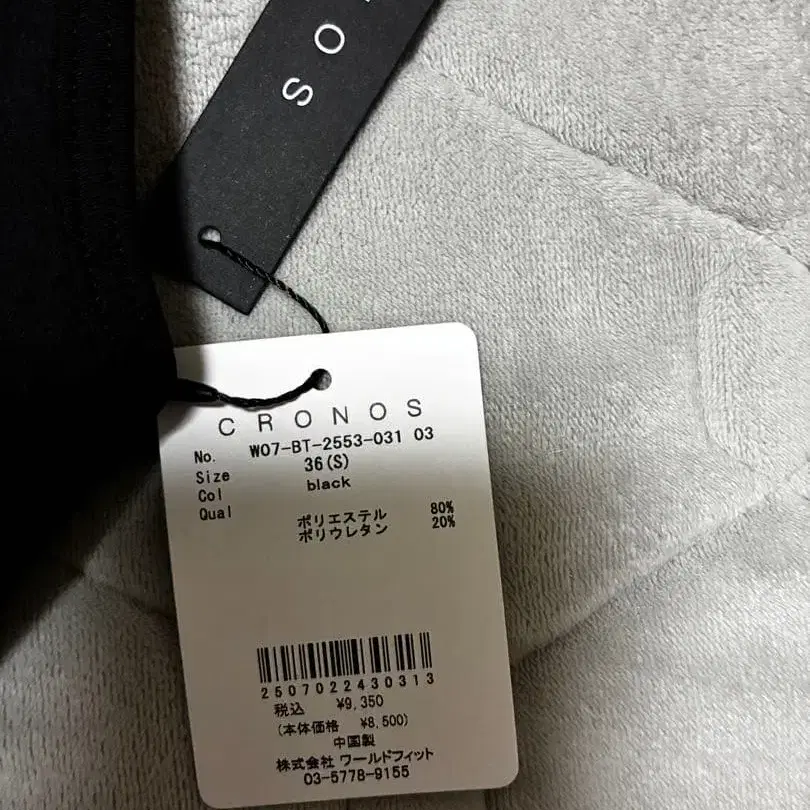 OS
CRONOS
No. W07-BT-2553-031 03
Size 36(S)
Col black
Qual ポリエステル 80%
ポリウレタン 20%
2507022430313
税込 ¥9,350
(本体価格 ¥8,500)
中国製
株式会社 ワールドフィット
03-5778-9155